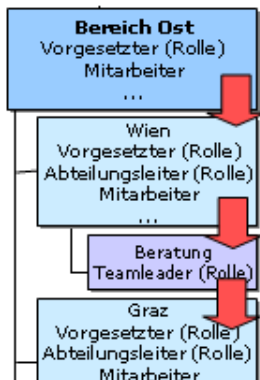 Bereich Ost
Vorgesetzter (Rolle)
Mitarbeiter
...
Wien
Vorgesetzter (Rolle)
Abteilungsleiter (Rolle)
Mitarbeiter
...
Beratung
Teamleader (Rolle)
Graz
Vorgesetzter (Rolle)
Abteilungsleiter (Rolle)
Mitarbeiter